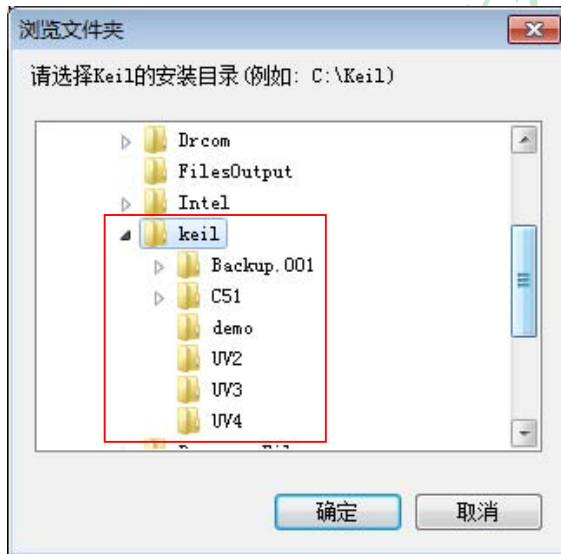 浏览文件夹
请选择Keil的安装目录(例如: C:\Keil)
Drcom
FilesOutput
Intel
keil
Backup.001
C51
demo
UV2
UV3
UV4
确定
取消